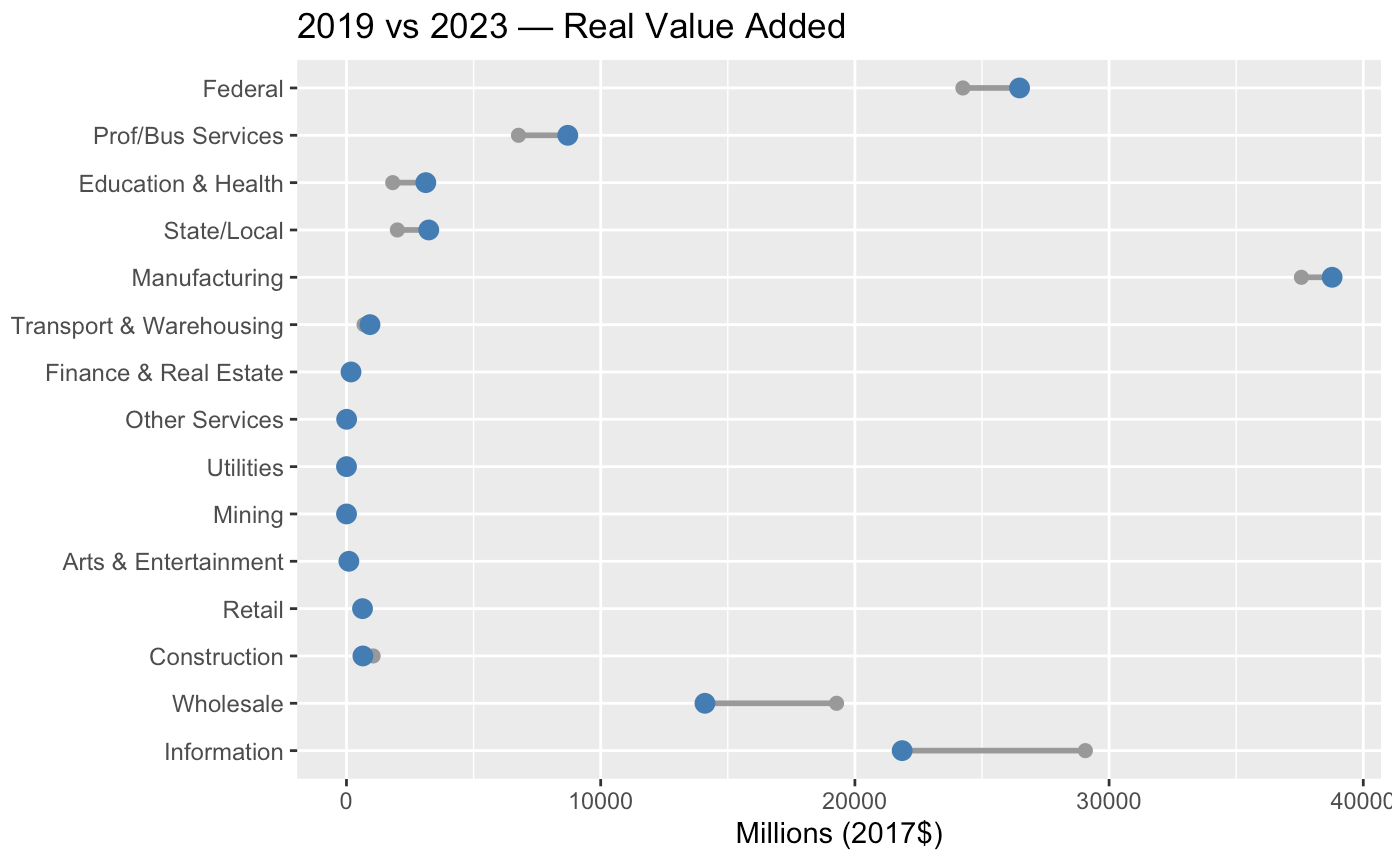 2019 vs 2023 — Real Value Added
Federal
Prof/Bus Services
Education & Health
State/Local
Manufacturing
Transport & Warehousing
Finance & Real Estate
Other Services
Utilities
Mining
Arts & Entertainment
Retail
Construction
Wholesale
Information
0 10000 20000 30000 40000
Millions (2017$)